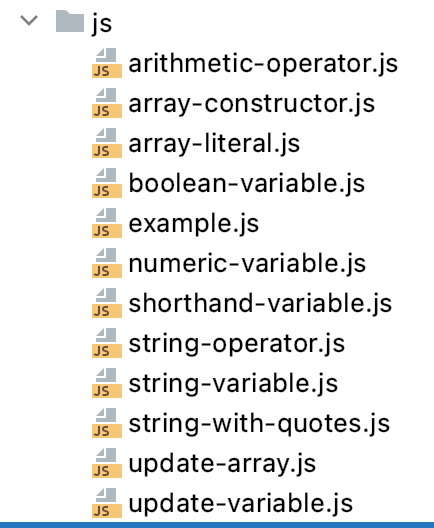 js
JS arithmetic-operator.js
JS array-constructor.js
JS array-literal.js
JS boolean-variable.js
JS example.js
JS numeric-variable.js
JS shorthand-variable.js
JS string-operator.js
JS string-variable.js
JS string-with-quotes.js
JS update-array.js
JS update-variable.js